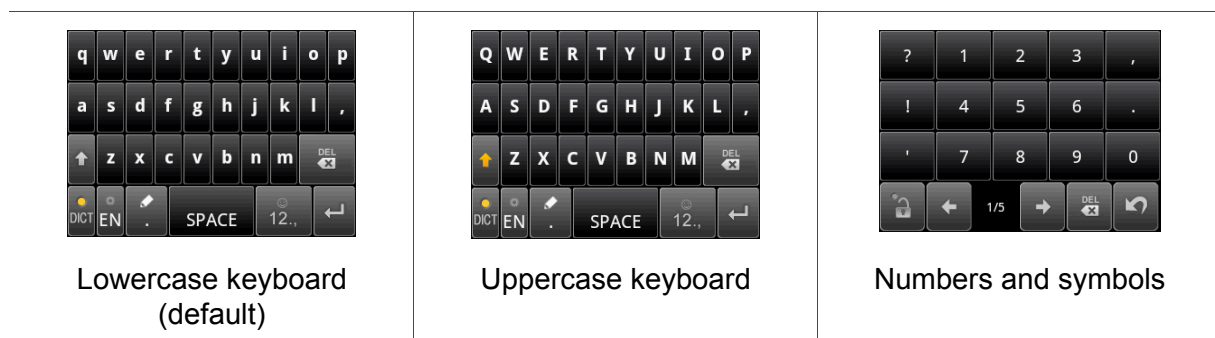 q w e r t y u i o p
a s d f g h j k l ,
z x c v b n m DEL
DICT EN . SPACE 12.,
Lowercase keyboard
(default)
Q W E R T Y U I O P
A S D F G H J K L ,
Z X C V B N M DEL
DICT EN . SPACE 12.,
Uppercase keyboard
? 1 2 3 ,
! 4 5 6 .
' 7 8 9 0
1/5 DEL
Numbers and symbols